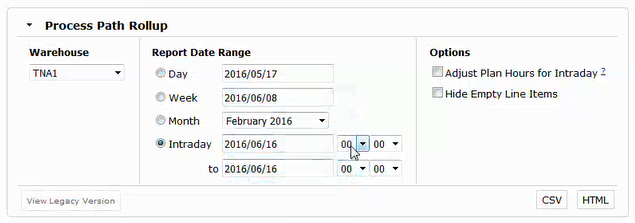 Process Path Rollup
Warehouse
TNA1
Report Date Range
Day 2016/05/17
Week 2016/06/08
Month February 2016
Intraday 2016/06/16 00 00
to 2016/06/16 00 00
Options
Adjust Plan Hours for Intraday ?
Hide Empty Line Items
View Legacy Version
CSV HTML